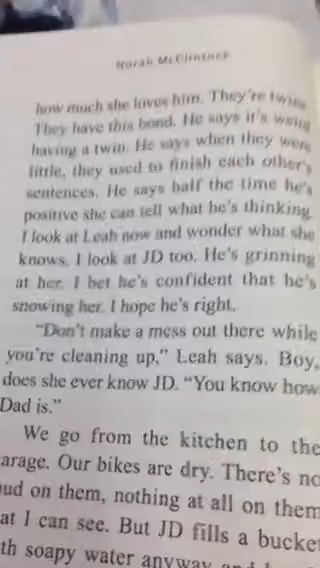 Norah McClintock
how much she loves him. They're twins.
They have this bond. He says it's weird
having a twin. He says when they were
little, they used to finish each other's
sentences. He says half the time he's
positive she can tell what he's thinking.
I look at Leah now and wonder what she
knows. I look at JD too. He's grinning
at her. I bet he's confident that he's
snowing her. I hope he's right.
"Don't make a mess out there while
you're cleaning up," Leah says. Boy,
does she ever know JD. "You know how
Dad is."
We go from the kitchen to the
arage. Our bikes are dry. There's no
ud on them, nothing at all on them
at I can see. But JD fills a bucket
th soapy water anyway and